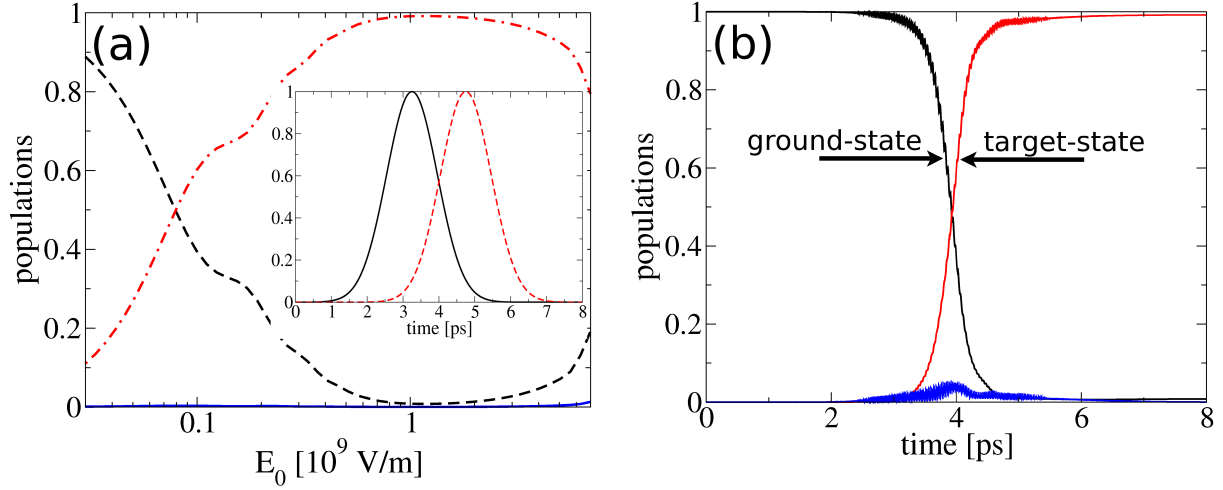 (a)
populations
1
0.8
0.6
0.4
0.2
0
0.1
1
E0 [10^9 V/m]
1
0.8
0.6
0.4
0.2
0
0 1 2 3 4 5 6 7 8
time [ps]
(b)
populations
1
0.8
0.6
0.4
0.2
0
ground-state
target-state
0 2 4 6 8
time [ps]